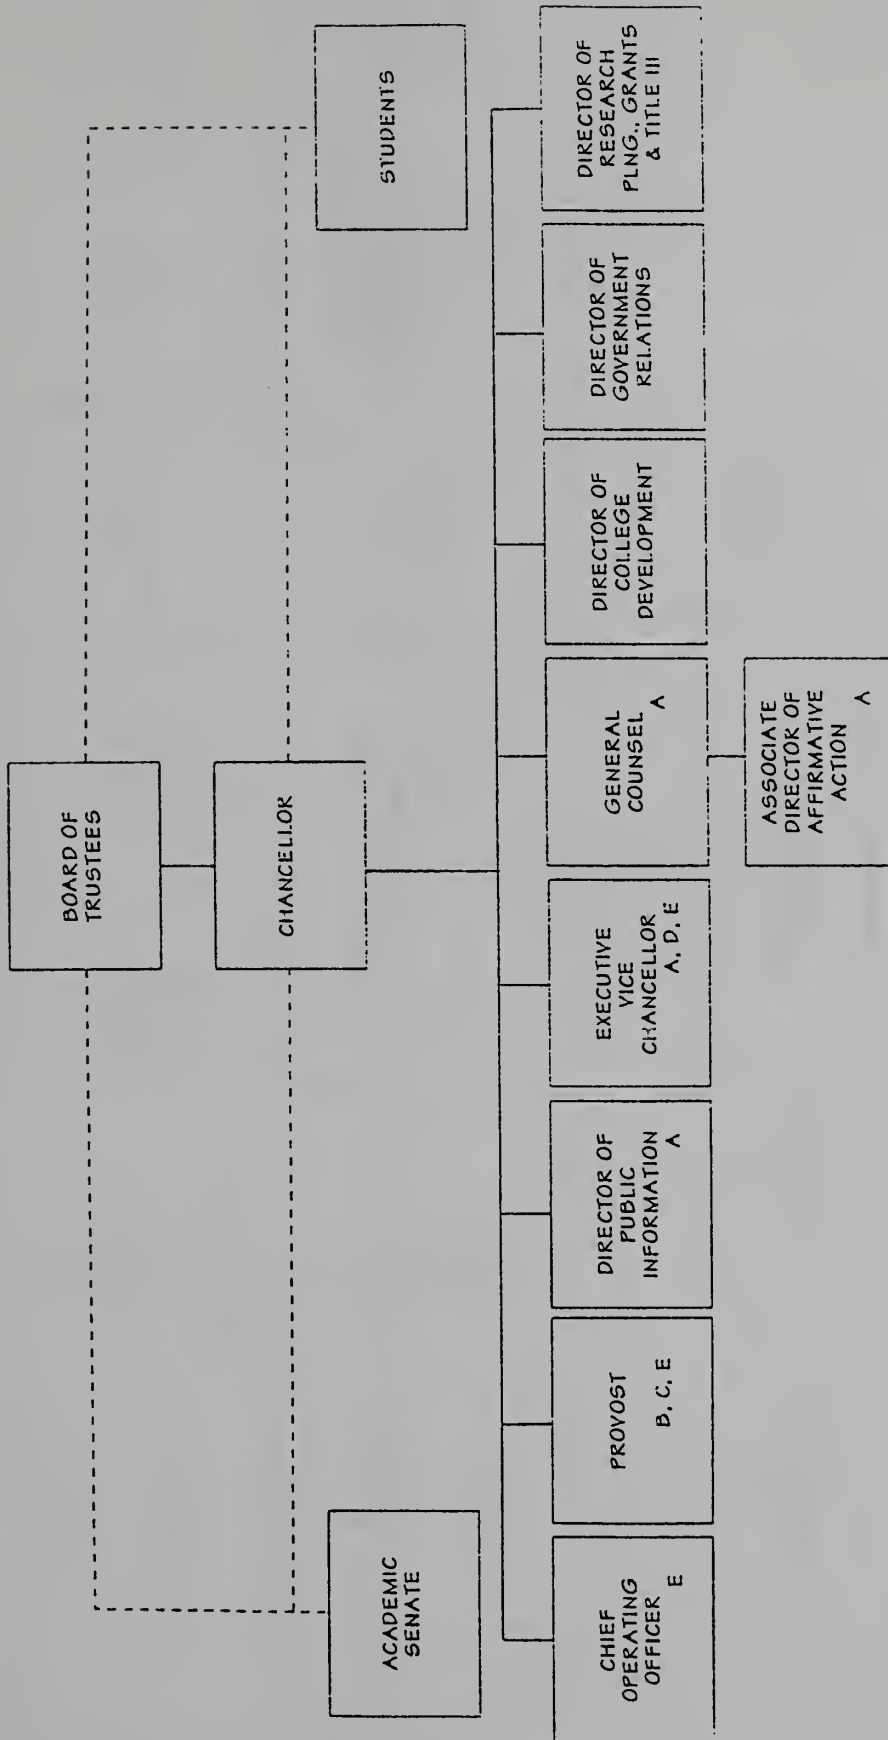 BOARD OF
TRUSTEES
CHANCELLOR
ACADEMIC
SENATE
STUDENTS
CHIEF
OPERATING
OFFICER
E
PROVOST
B, C, E
DIRECTOR OF
PUBLIC
INFORMATION
A
EXECUTIVE
VICE
CHANCELLOR
A, D, E
GENERAL
COUNSEL
A
DIRECTOR OF
COLLEGE
DEVELOPMENT
DIRECTOR OF
GOVERNMENT
RELATIONS
DIRECTOR OF
RESEARCH
PLNG., GRANTS
& TITLE III
ASSOCIATE
DIRECTOR OF
AFFIRMATIVE
ACTION
A